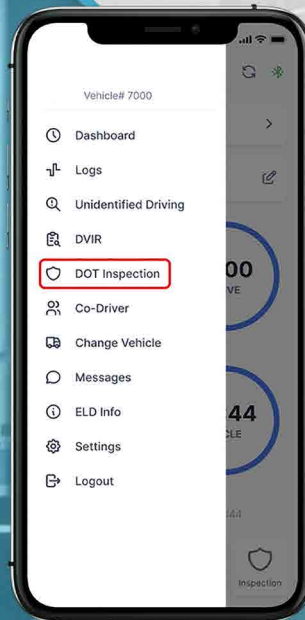 Vehicle# 7000
Dashboard
Logs
Unidentified Driving
DVIR
DOT Inspection
Co-Driver
Change Vehicle
Messages
ELD Info
Settings
Logout
00
VE
44
CLE
:44
Inspection